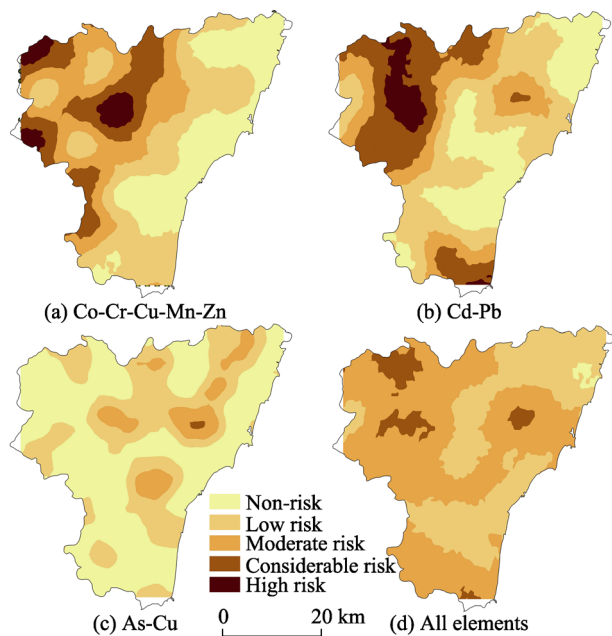 (a) Co-Cr-Cu-Mn-Zn
(b) Cd-Pb
Non-risk
Low risk
Moderate risk
Considerable risk
High risk
(c) As-Cu
0 20 km
(d) All elements